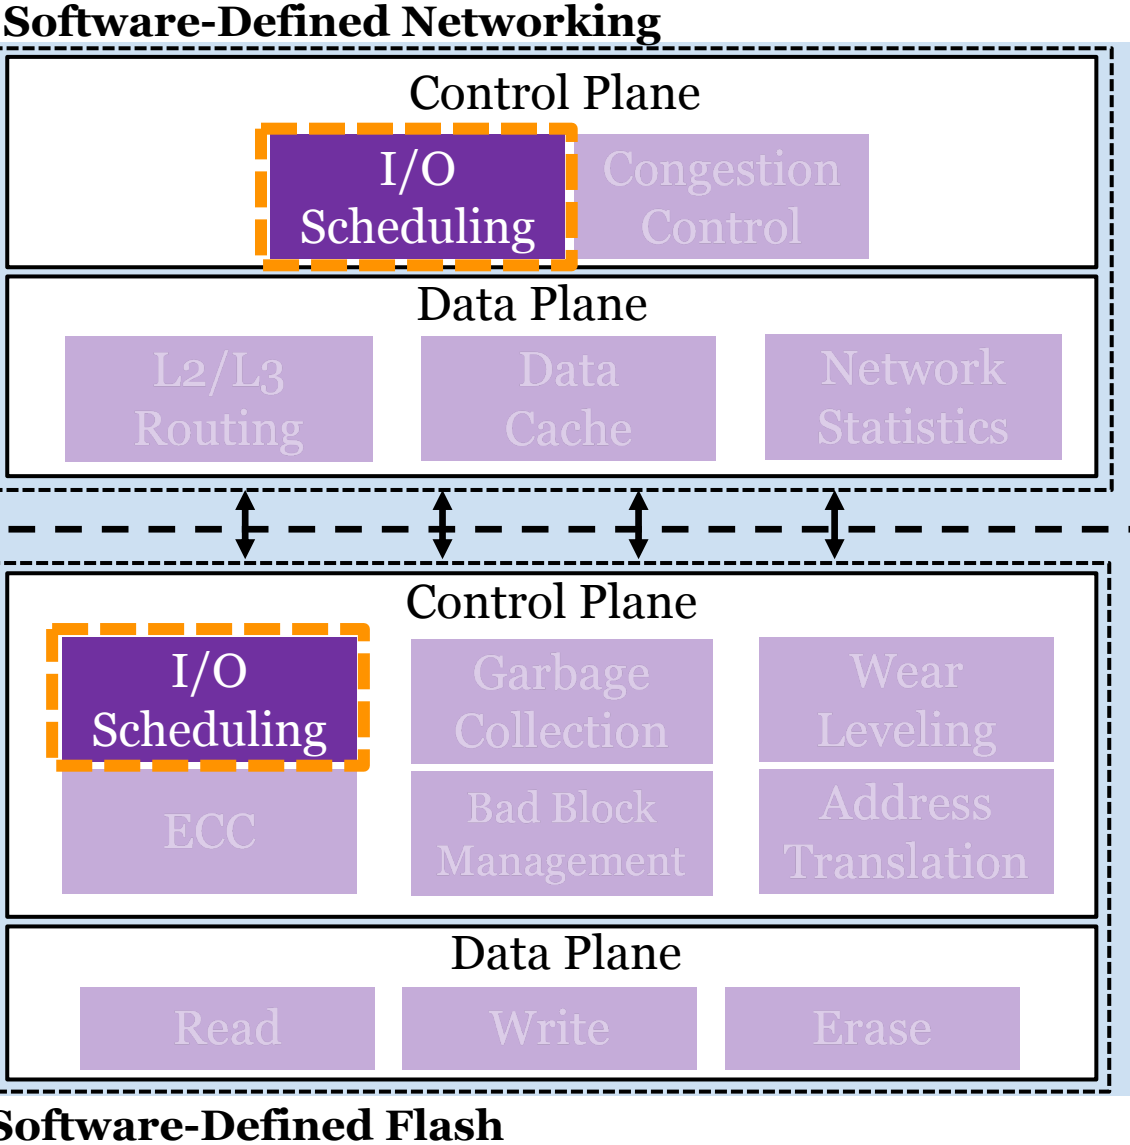 Software-Defined Networking
Control Plane
I/O
Scheduling
Congestion
Control
Data Plane
L2/L3
Routing
Data
Cache
Network
Statistics
Control Plane
I/O
Scheduling
Garbage
Collection
Wear
Leveling
ECC
Bad Block
Management
Address
Translation
Data Plane
Read
Write
Erase
Software-Defined Flash